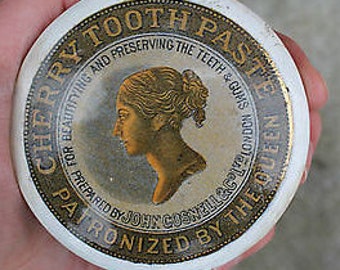 CHERRY TOOTH PASTE
PATRONIZED BY THE QUEEN
FOR BEAUTIFYING AND PRESERVING THE TEETH & GUMS
PREPARED BY JOHN GOSNELL & CO LD LONDON